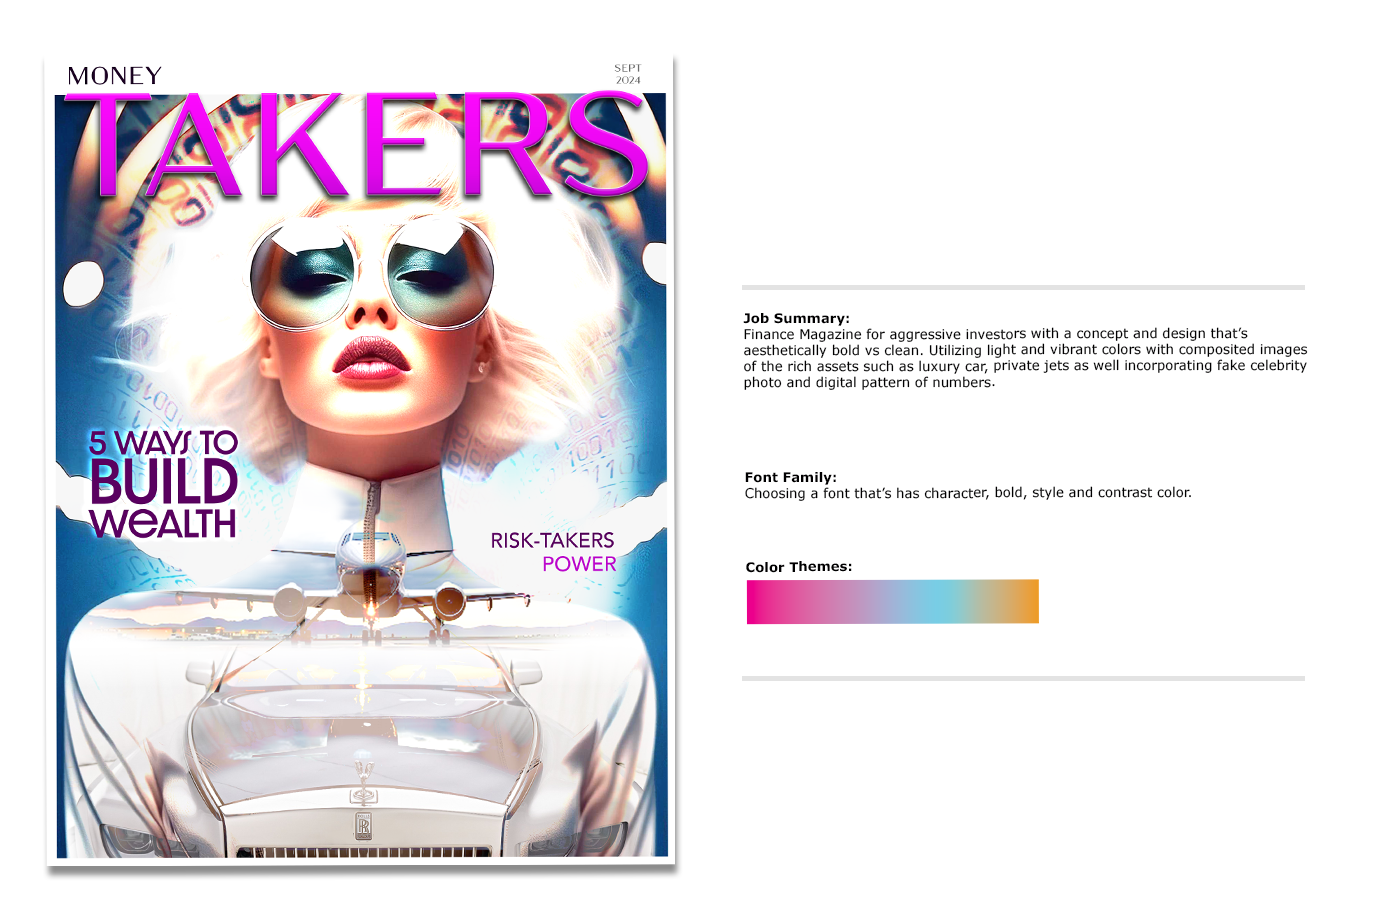 MONEY
SEPT
2024
TAKERS
5 WAYS TO
BUILD
WeALTH
RISK-TAKERS
POWER
Job Summary:
Finance Magazine for aggressive investors with a concept and design that's
aesthetically bold vs clean. Utilizing light and vibrant colors with composited images
of the rich assets such as luxury car, private jets as well incorporating fake celebrity
photo and digital pattern of numbers.
Font Family:
Choosing a font that's has character, bold, style and contrast color.
Color Themes: